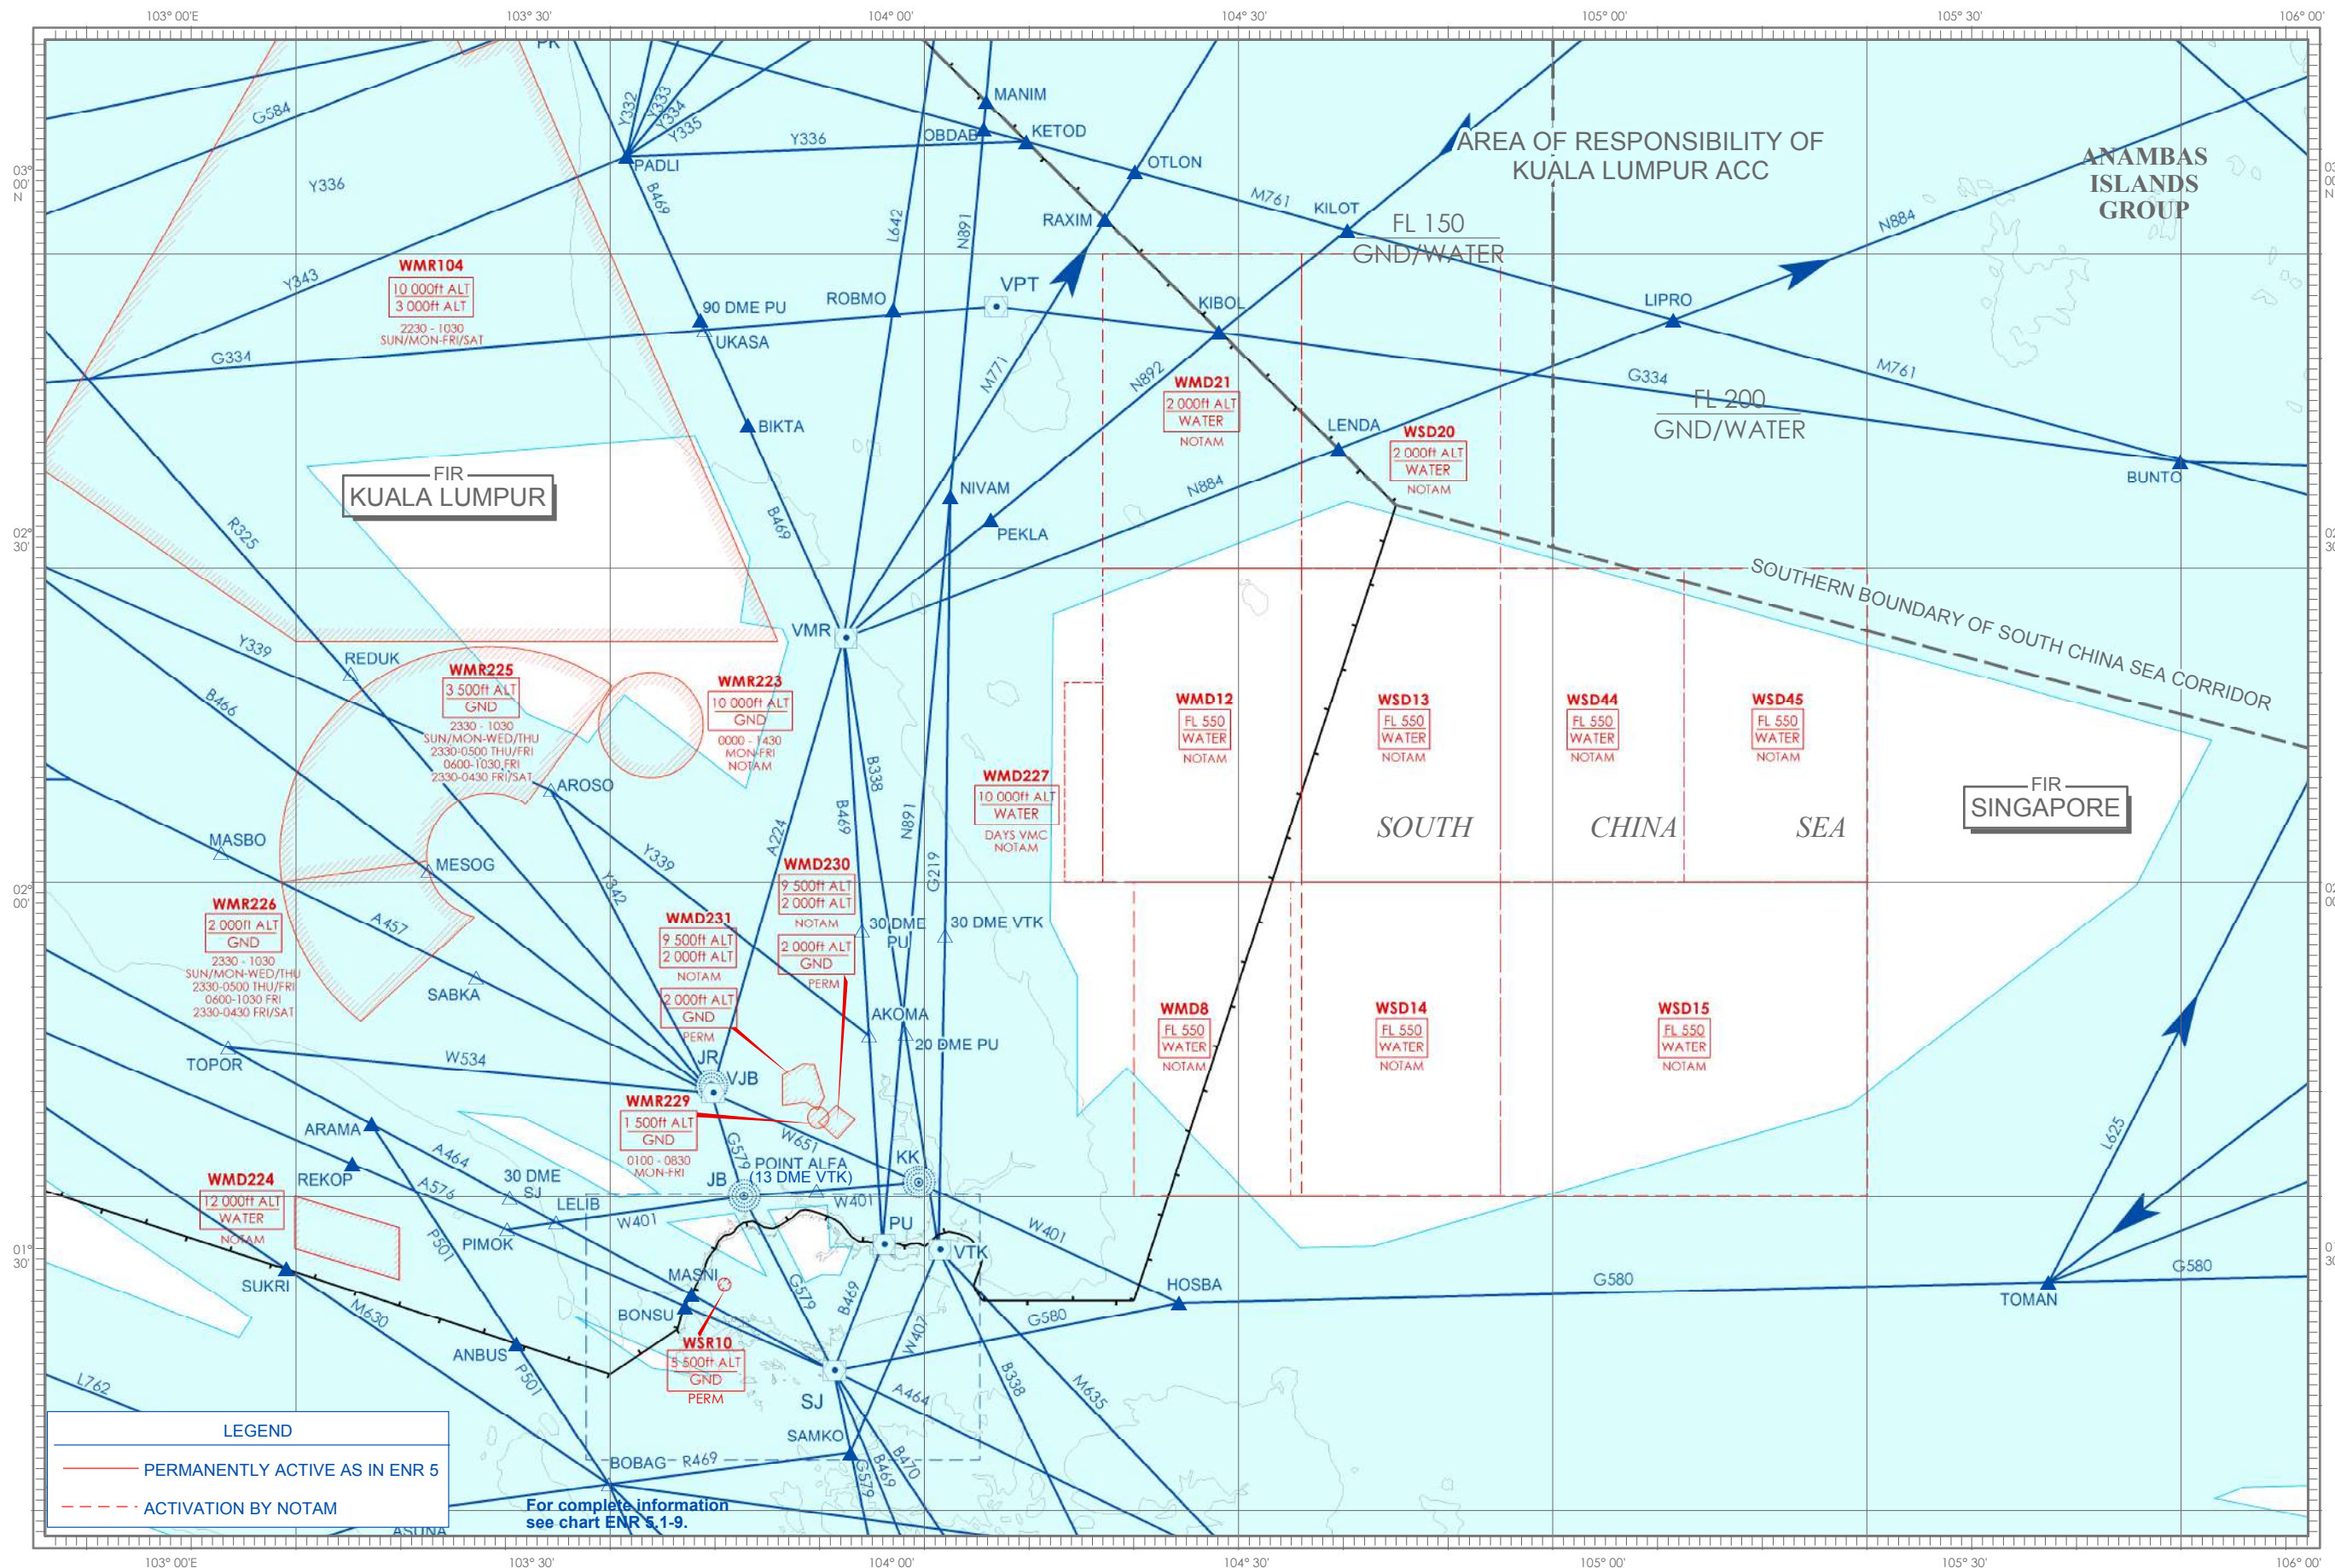 103° 00'E
103° 30'
104° 00'
104° 30'
105° 00'
105° 30'
106° 00'
PK
MANIM
G584
Y332
Y333
Y334
Y335
OBDAB
KETOD
Y336
PADLI
OTLON
AREA OF RESPONSIBILITY OF
KUALA LUMPUR ACC
ANAMBAS
ISLANDS
GROUP
03°
00'
N
Y336
B469
L642
N891
RAXIM
M761
KILOT
FL 150
GND/WATER
N884
WMR104
10 000ft ALT
3 000ft ALT
2230 - 1030
SUN/MON-FRI/SAT
Y343
90 DME PU
ROBMO
VPT
KIBOL
LIPRO
UKASA
G334
M771
N892
WMD21
2 000ft ALT
WATER
NOTAM
G334
M761
FL 200
GND/WATER
BIKTA
LENDA
WSD20
2 000ft ALT
WATER
NOTAM
BUNTO
FIR
KUALA LUMPUR
NIVAM
N884
PEKLA
R325
B469
02°
30'
SOUTHERN BOUNDARY OF SOUTH CHINA SEA CORRIDOR
VMR
Y339
REDUK
B466
WMR225
3 500ft ALT
GND
2330 - 1030
SUN/MON-WED/THU
2330-0500 THU/FRI
0600-1030 FRI
2330-0430 FRI/SAT
WMR223
10 000ft ALT
GND
0000 - 1430
MON-FRI
NOTAM
WMD12
FL 550
WATER
NOTAM
WSD13
FL 550
WATER
NOTAM
WSD44
FL 550
WATER
NOTAM
WSD45
FL 550
WATER
NOTAM
AROSO
B338
WMD227
10 000ft ALT
WATER
DAYS VMC
NOTAM
FIR
SINGAPORE
SOUTH CHINA SEA
MASBO
A224
B469
N891
G219
MESOG
Y339
Y342
WMD230
9 500ft ALT
2 000ft ALT
NOTAM
2 000ft ALT
GND
PERM
02°
00'
WMR226
2 000ft ALT
GND
2330 - 1030
SUN/MON-WED/THU
2330-0500 THU/FRI
0600-1030 FRI
2330-0430 FRI/SAT
A457
WMD231
9 500ft ALT
2 000ft ALT
NOTAM
2 000ft ALT
GND
PERM
30 DME
PU
30 DME VTK
SABKA
AKOMA
20 DME PU
WMD8
FL 550
WATER
NOTAM
WSD14
FL 550
WATER
NOTAM
WSD15
FL 550
WATER
NOTAM
TOPOR
W534
JR
VJB
WMR229
1 500ft ALT
GND
0100 - 0830
MON-FRI
ARAMA
A464
G579
W651
L625
WMD224
12 000ft ALT
WATER
NOTAM
REKOP
A576
30 DME
SJ
LELIB
JB
POINT ALFA
(13 DME VTK)
KK
W401
W401
W401
PU
VTK
PIMOK
P501
01°
30'
SUKRI
M630
MASNI
BONSU
G579
B469
W407
HOSBA
G580
G580
G580
TOMAN
WSR10
5 500ft ALT
GND
PERM
ANBUS
P501
L762
SJ
A464
B338
M635
SAMKO
BOBAG
R469
G579
B469
B470
ASUNA
LEGEND
PERMANENTLY ACTIVE AS IN ENR 5
ACTIVATION BY NOTAM
For complete information
see chart ENR 5.1-9.
103° 00'E
103° 30'
104° 00'
104° 30'
105° 00'
105° 30'
106° 00'